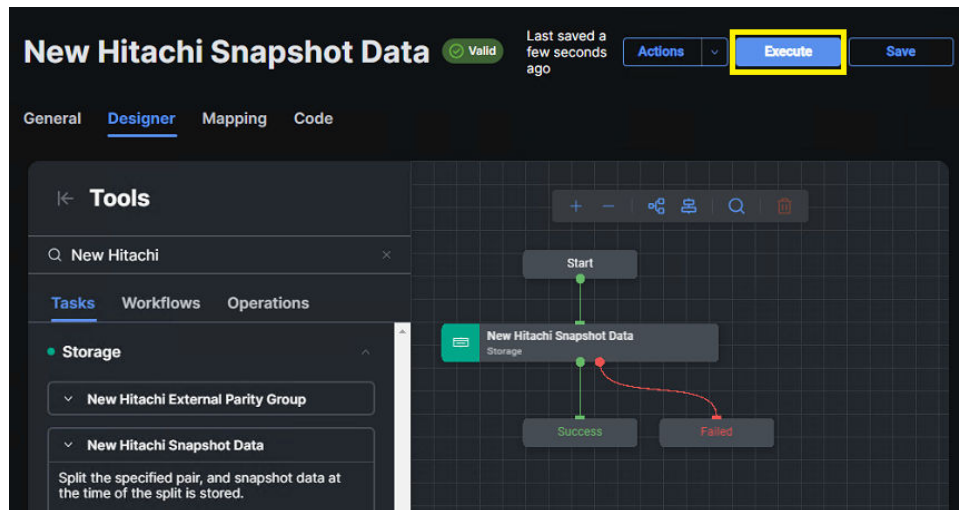 New Hitachi Snapshot Data
Valid
Last saved a
few seconds
ago
Actions
Execute
Save
General
Designer
Mapping
Code
Tools
New Hitachi
Tasks
Workflows
Operations
Storage
New Hitachi External Parity Group
New Hitachi Snapshot Data
Split the specified pair, and snapshot data at
the time of the split is stored.
Start
New Hitachi Snapshot Data
Storage
Success
Failed